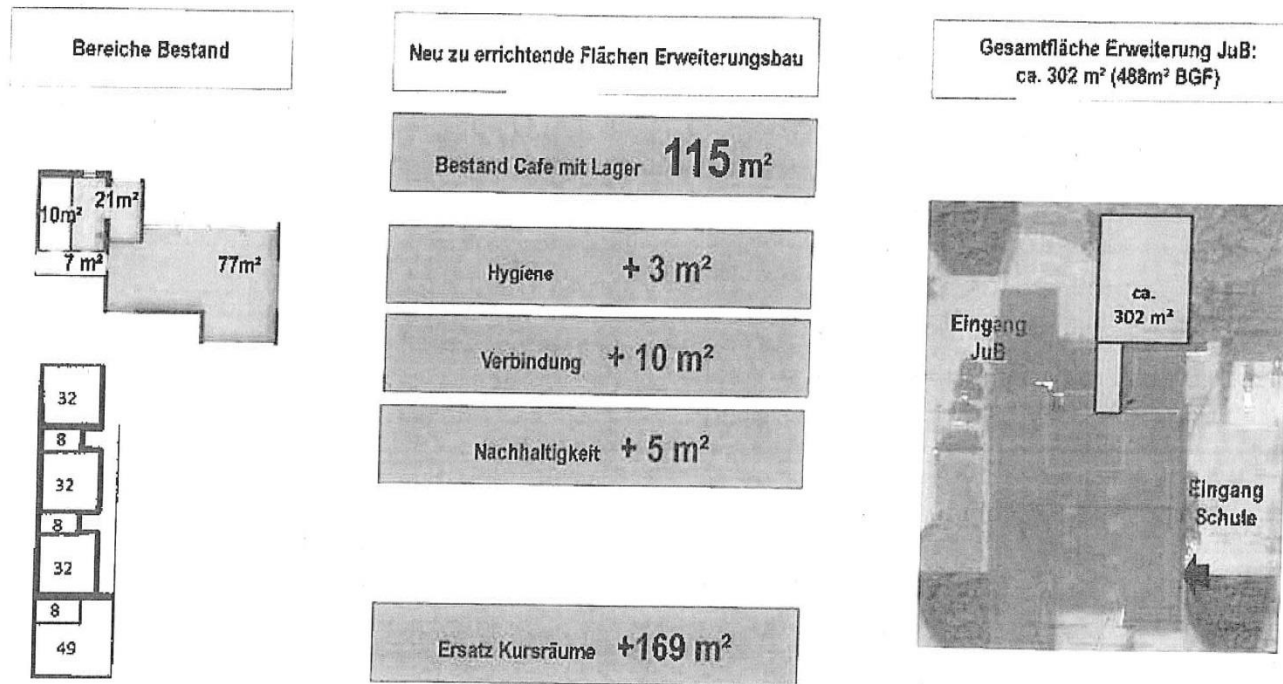 Bereiche Bestand
10m²
21m²
7 m²
77m²
32
8
32
8
32
8
49
Neu zu errichtende Flächen Erweiterungsbau
Bestand Cafe mit Lager 115 m²
Hygiene + 3 m²
Verbindung + 10 m²
Nachhaltigkeit + 5 m²
Ersatz Kursräume +169 m²
Gesamtfläche Erweiterung JuB:
ca. 302 m² (488m² BGF)
ca.
302 m²
Eingang
JuB
Eingang
Schule